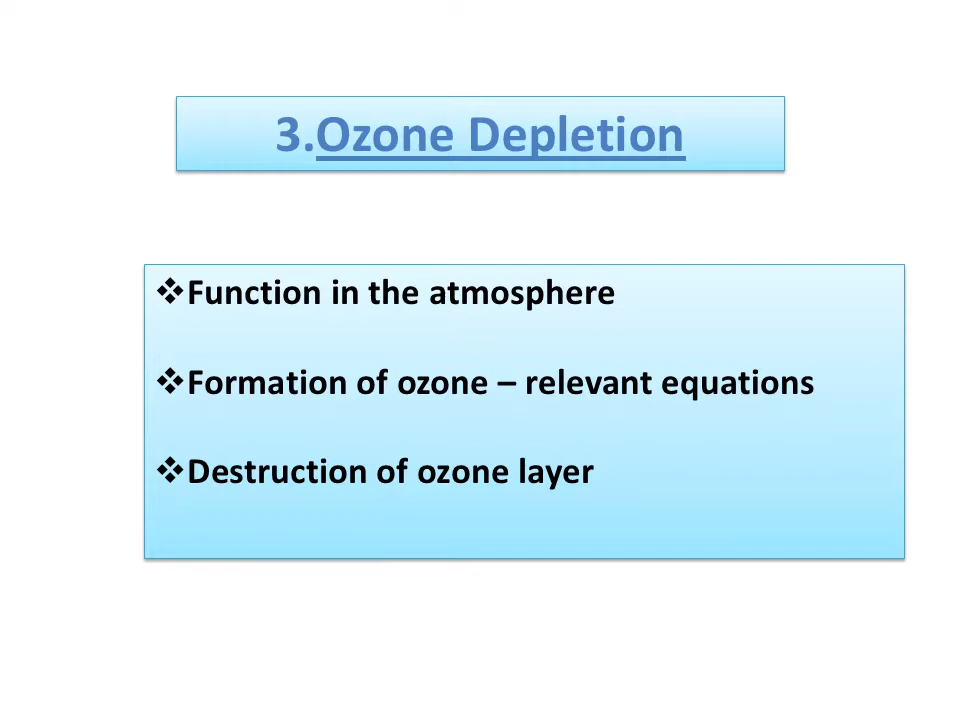 3.Ozone Depletion
❖Function in the atmosphere
❖Formation of ozone – relevant equations
❖Destruction of ozone layer